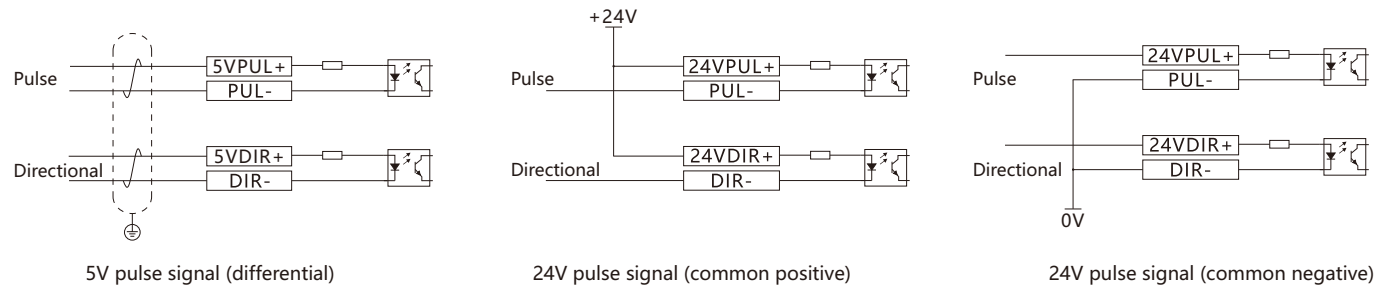 5VPUL+
Pulse
PUL-
5VDIR+
Directional
DIR-
5V pulse signal (differential)
+24V
24VPUL+
Pulse
PUL-
24VDIR+
Directional
DIR-
24V pulse signal (common positive)
24VPUL+
Pulse
PUL-
24VDIR+
Directional
DIR-
0V
24V pulse signal (common negative)